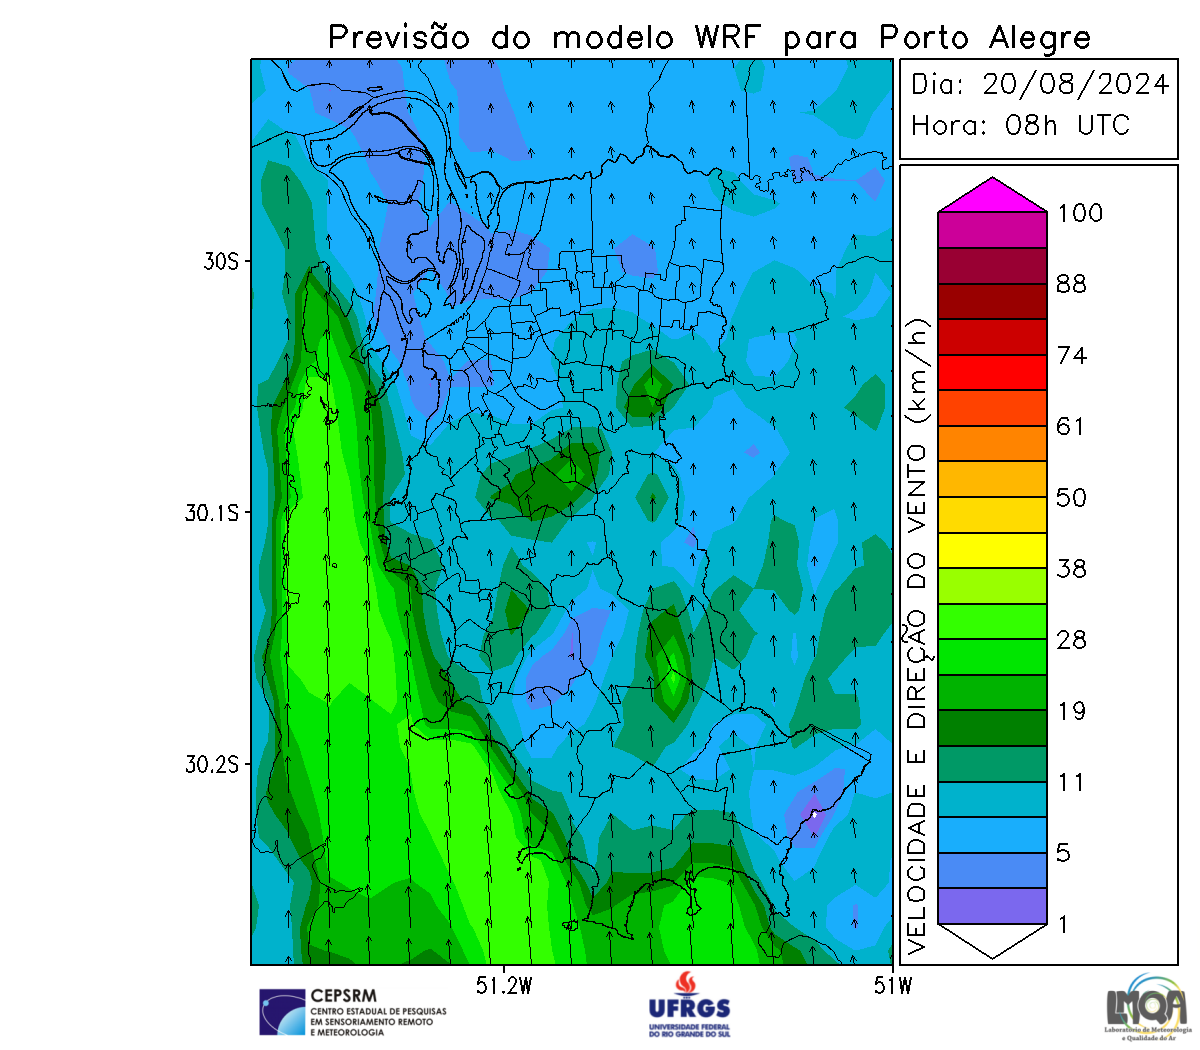 Previsão do modelo WRF para Porto Alegre
Dia: 20/08/2024
Hora: 08h UTC
30S
30.1S
30.2S
51.2W
51W
VELOCIDADE E DIREÇÃO DO VENTO (km/h)
100
88
74
61
50
38
28
19
11
5
1
CEPSRM
CENTRO ESTADUAL DE PESQUISAS
EM SENSORIAMENTO REMOTO
E METEOROLOGIA
UFRGS
UNIVERSIDADE FEDERAL
DO RIO GRANDE DO SUL
LMQA
Laboratório de Meteorologia
e Qualidade do Ar